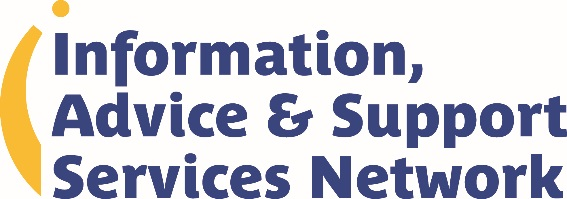 Information,
Advice & Support
Services Network